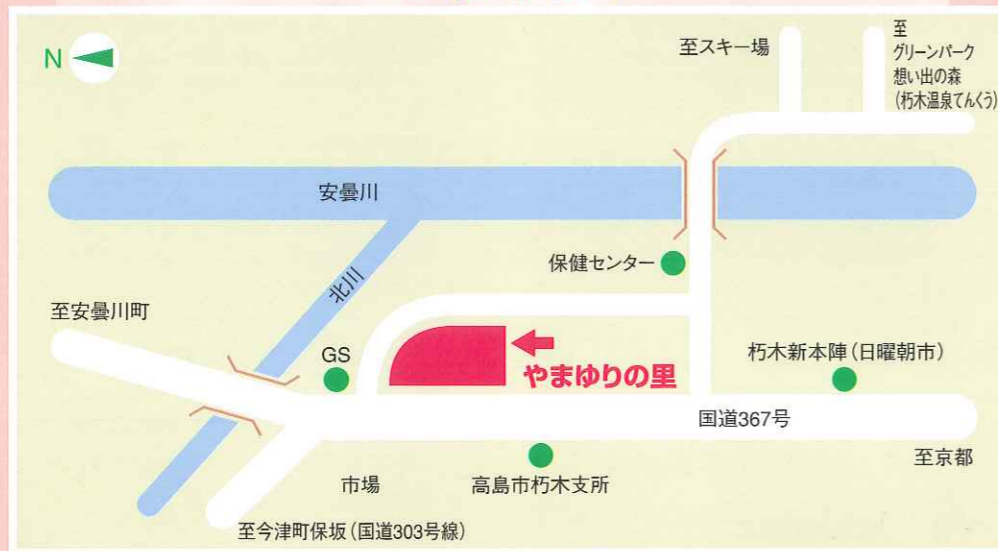 至
グリーンパーク
想い出の森
(朽木温泉てんくう)
至スキー場
N
安曇川
保健センター
北川
至安曇川町
GS
やまゆりの里
朽木新本陣(日曜朝市)
国道367号
至京都
市場
高島市朽木支所
至今津町保坂(国道303号線)